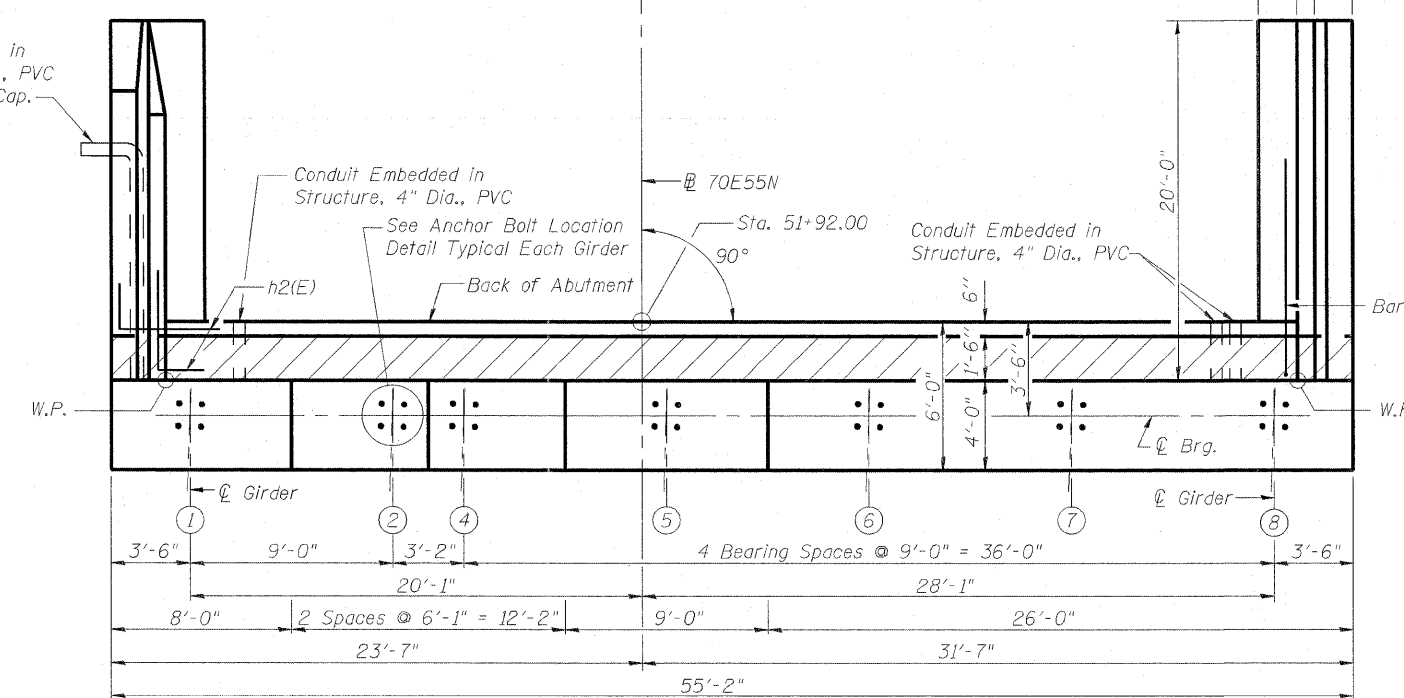 in
., PVC
Cap.
Conduit Embedded in
Structure, 4" Dia., PVC
See Anchor Bolt Location
Detail Typical Each Girder
h2(E)
Back of Abutment
70E55N
Sta. 51+92.00
90°
Conduit Embedded in
Structure, 4" Dia., PVC
20'-0"
Bar
6"
1'-6"
3'-6"
6'-0"
4'-0"
W.P.
W.P
℄ Brg.
℄ Girder
℄ Girder
1 2 4 5 6 7 8
3'-6" 9'-0" 3'-2" 4 Bearing Spaces @ 9'-0" = 36'-0" 3'-6"
20'-1" 28'-1"
8'-0" 2 Spaces @ 6'-1" = 12'-2" 9'-0" 26'-0"
23'-7" 31'-7"
55'-2"